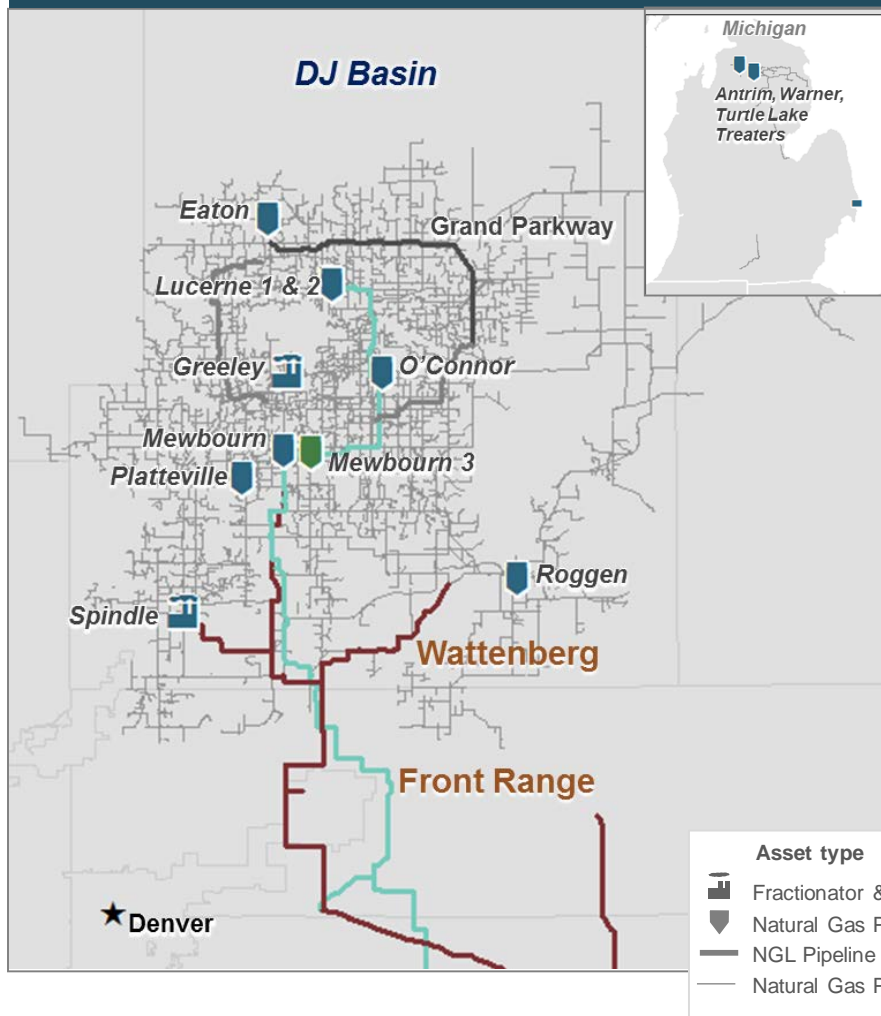 DJ Basin
Michigan
Antrim, Warner,
Turtle Lake
Treaters
Eaton
Grand Parkway
Lucerne 1 & 2
Greeley
O'Connor
Mewbourn
Mewbourn 3
Platteville
Roggen
Spindle
Wattenberg
Front Range
Denver
Asset type
Fractionator &
Natural Gas P
NGL Pipeline
Natural Gas P